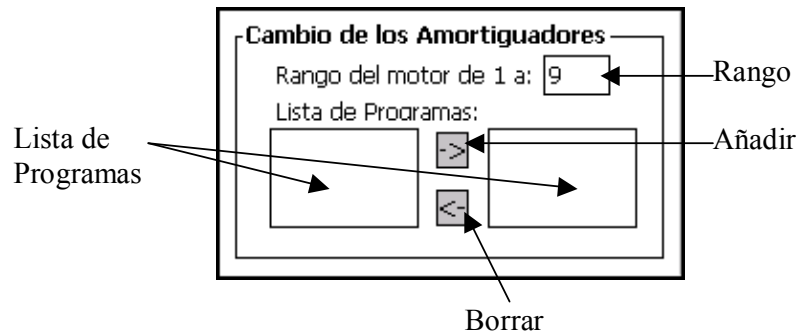 Cambio de los Amortiguadores
Rango del motor de 1 a: 9
Rango
Lista de Programas:
Lista de
Programas
->
Añadir
<-
Borrar